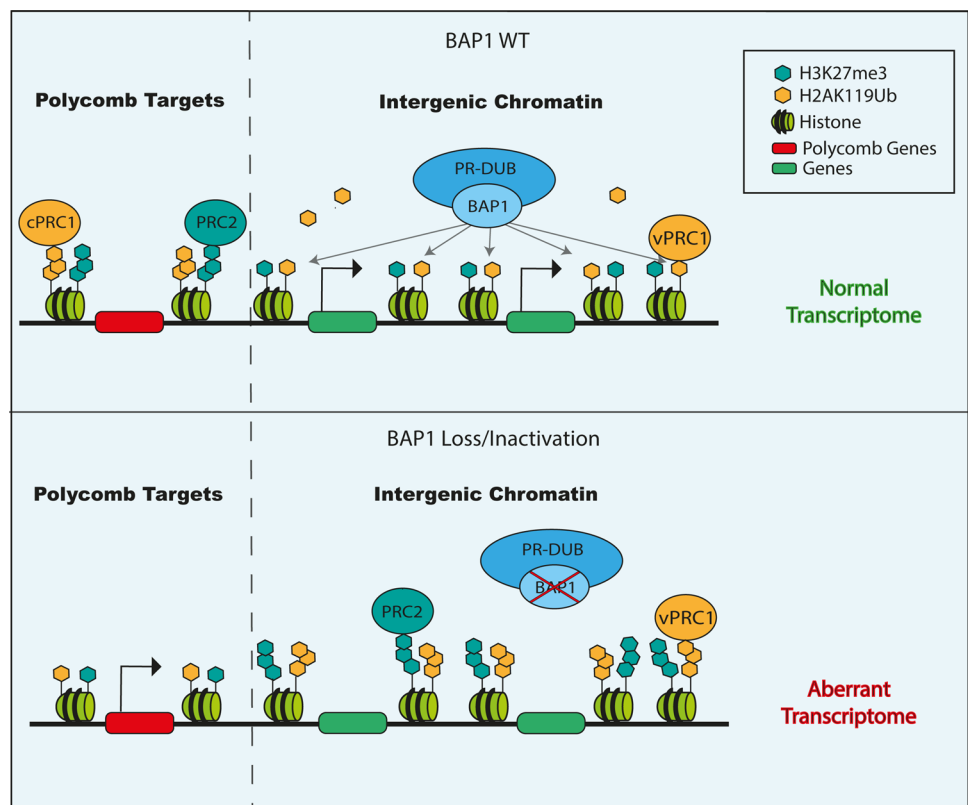 BAP1 WT
Polycomb Targets
Intergenic Chromatin
H3K27me3
H2AK119Ub
Histone
Polycomb Genes
Genes
PR-DUB
BAP1
cPRC1
PRC2
vPRC1
Normal
Transcriptome
BAP1 Loss/Inactivation
Polycomb Targets
Intergenic Chromatin
PR-DUB
BAP1
PRC2
vPRC1
Aberrant
Transcriptome